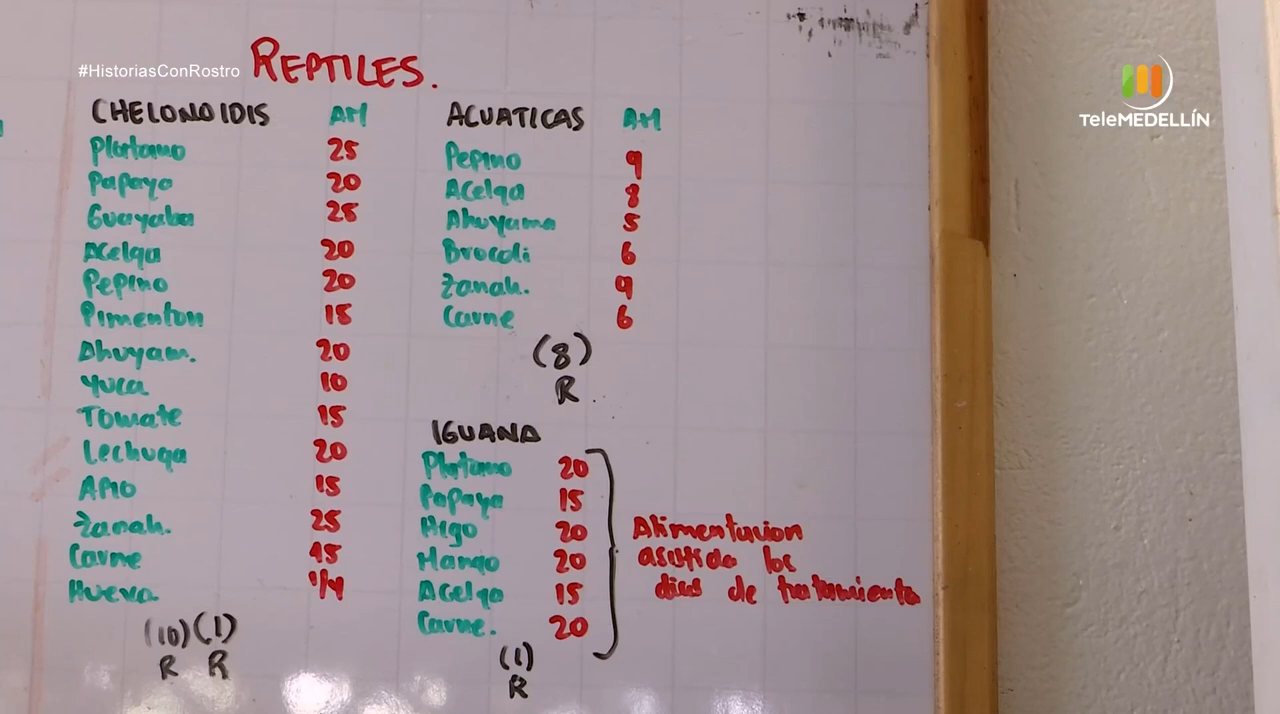 #HistoriasConRostro
REPTILES.
TeleMEDELLÍN
CHELONOIDIS AM
Platano 25
Papaya 20
Guayaba 25
Acelga 20
Pepino 20
Pimenton 15
Ahuyam. 20
Yuca 10
Tomate 15
Lechuga 20
Apio 15
Zanah. 25
Carne 45
Huevo 1/4
(10) (1)
R R
ACUATICAS AM
Pepino 9
Acelga 8
Ahuyama 5
Brocoli 6
Zanah. 9
Carne 6
(8)
R
IGUANA
Platano 20
Papaya 15
Higo 20
Mango 20
Acelga 15
Carne. 20
(1)
R
Alimentacion
asistida los
dias de tratamiento